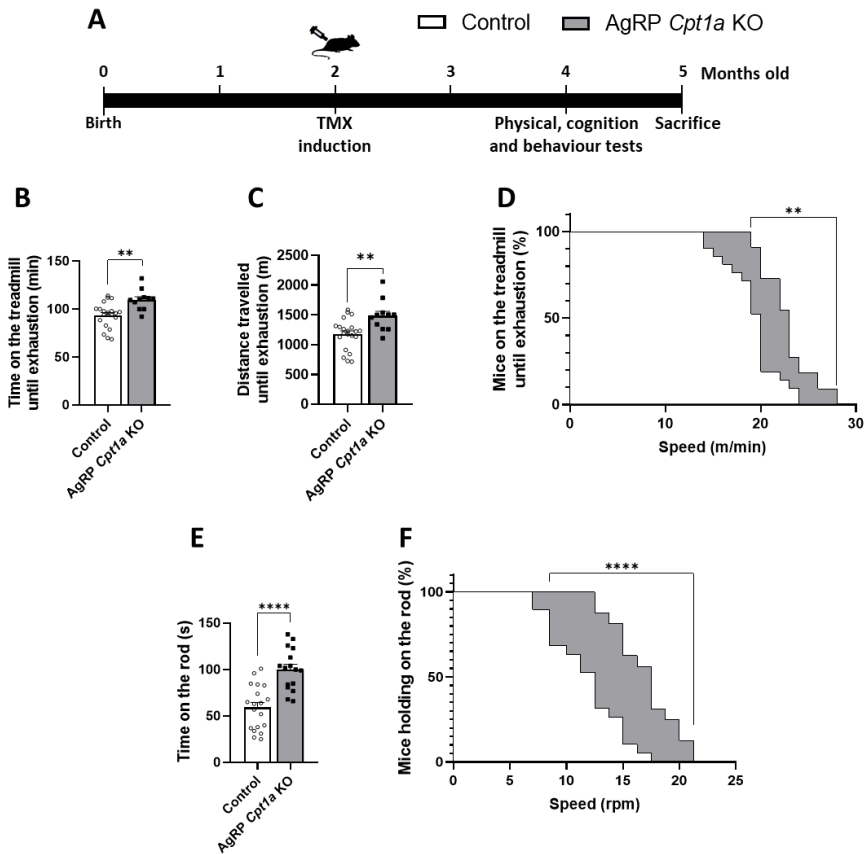 A
Control
AgRP Cpt1a KO
0 1 2 3 4 5 Months old
Birth
TMX
induction
Physical, cognition
and behaviour tests
Sacrifice
B
Time on the treadmill
until exhaustion (min)
150
100
50
0
**
Control
AgRP Cpt1a KO
C
Distance travelled
until exhaustion (m)
2500
2000
1500
1000
500
0
**
Control
AgRP Cpt1a KO
D
Mice on the treadmill
until exhaustion (%)
100
50
0
**
0 10 20 30
Speed (m/min)
E
Time on the rod (s)
150
100
50
0
****
Control
AgRP Cpt1a KO
F
Mice holding on the rod (%)
100
50
0
****
0 5 10 15 20 25
Speed (rpm)